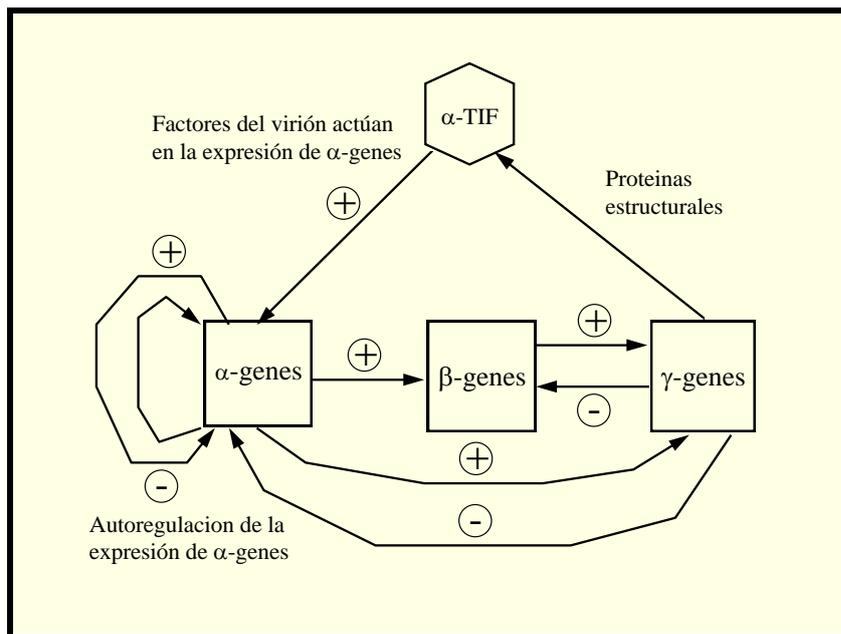 α-TIF
Factores del virión actúan
en la expresión de α-genes
Proteinas
estructurales
+
+
+
+
α-genes
β-genes
γ-genes
-
+
-
-
Autoregulacion de la
expresión de α-genes